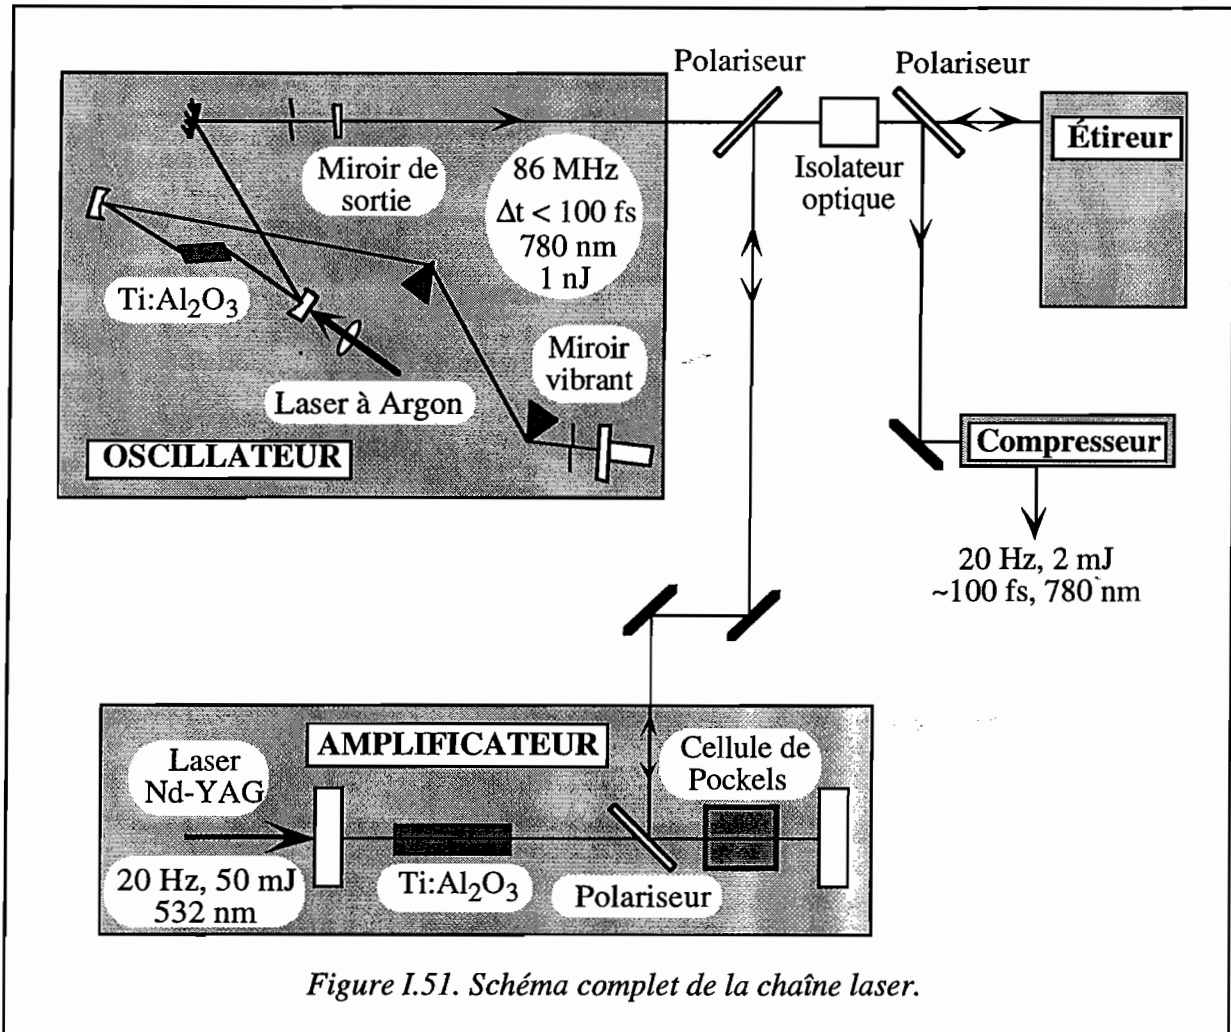 Polariseur
Polariseur
Étireur
Isolateur
optique
Miroir de
sortie
86 MHz
Δt < 100 fs
780 nm
1 nJ
Ti:Al₂O₃
Miroir
vibrant
Laser à Argon
OSCILLATEUR
Compresseur
20 Hz, 2 mJ
~100 fs, 780 nm
AMPLIFICATEUR
Laser
Nd-YAG
Cellule de
Pockels
20 Hz, 50 mJ
532 nm
Ti:Al₂O₃
Polariseur
Figure I.51. Schéma complet de la chaîne laser.